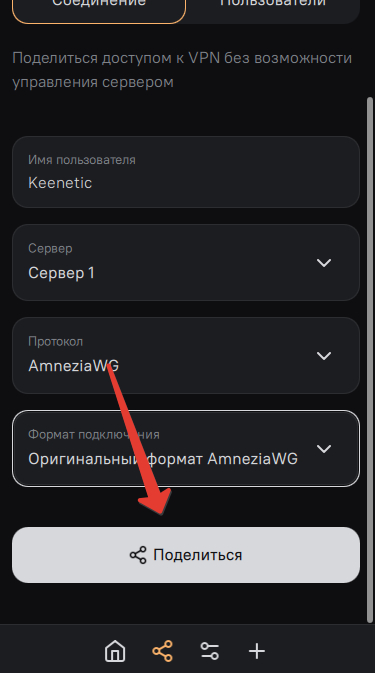 Соединение
Пользователи
Поделиться доступом к VPN без возможности
управления сервером
Имя пользователя
Keenetic
Сервер
Сервер 1
Протокол
AmneziaWG
Формат подключения
Оригинальный формат AmneziaWG
Поделиться